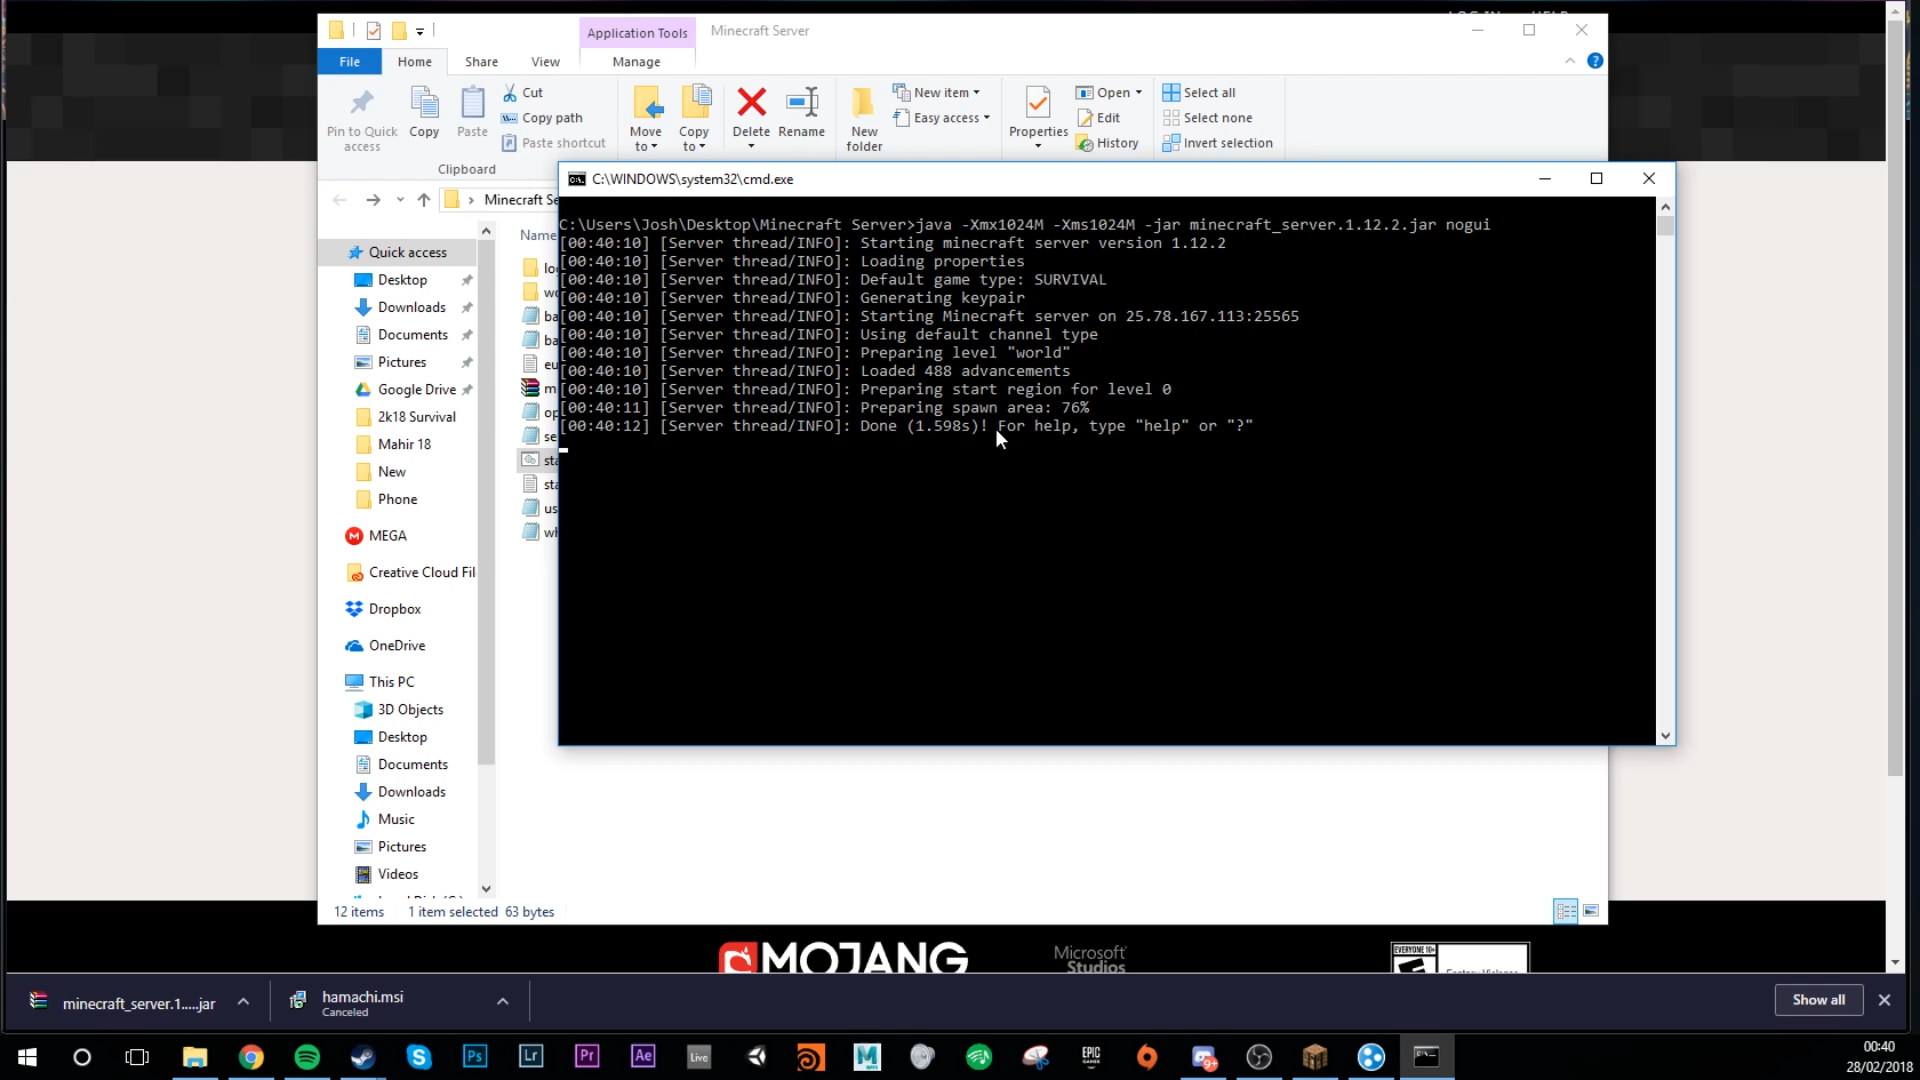 Application Tools
Minecraft Server
File
Home
Share
View
Manage
Pin to Quick access
Copy
Paste
Cut
Copy path
Paste shortcut
Move to
Copy to
Delete
Rename
New folder
New item
Easy access
Properties
Open
Edit
History
Select all
Select none
Invert selection
Clipboard
Minecraft Se
C:\WINDOWS\system32\cmd.exe
C:\Users\Josh\Desktop\Minecraft Server>java -Xmx1024M -Xms1024M -jar minecraft_server.1.12.2.jar nogui
[00:40:10] [Server thread/INFO]: Starting minecraft server version 1.12.2
[00:40:10] [Server thread/INFO]: Loading properties
[00:40:10] [Server thread/INFO]: Default game type: SURVIVAL
[00:40:10] [Server thread/INFO]: Generating keypair
[00:40:10] [Server thread/INFO]: Starting Minecraft server on 25.78.167.113:25565
[00:40:10] [Server thread/INFO]: Using default channel type
[00:40:10] [Server thread/INFO]: Preparing level "world"
[00:40:10] [Server thread/INFO]: Loaded 488 advancements
[00:40:10] [Server thread/INFO]: Preparing start region for level 0
[00:40:11] [Server thread/INFO]: Preparing spawn area: 76%
[00:40:12] [Server thread/INFO]: Done (1.598s)! For help, type "help" or "?"
Name
Quick access
Desktop
Downloads
Documents
Pictures
Google Drive
2k18 Survival
Mahir 18
New
Phone
MEGA
Creative Cloud Fil
Dropbox
OneDrive
This PC
3D Objects
Desktop
Documents
Downloads
Music
Pictures
Videos
12 items
1 item selected 63 bytes
MOJANG
Microsoft Studios
EVERYONE 10+
minecraft_server.1.....jar
hamachi.msi
Canceled
Show all
Ps
Lr
Pr
Ae
Live
EPIC
9+
00:40
28/02/2018